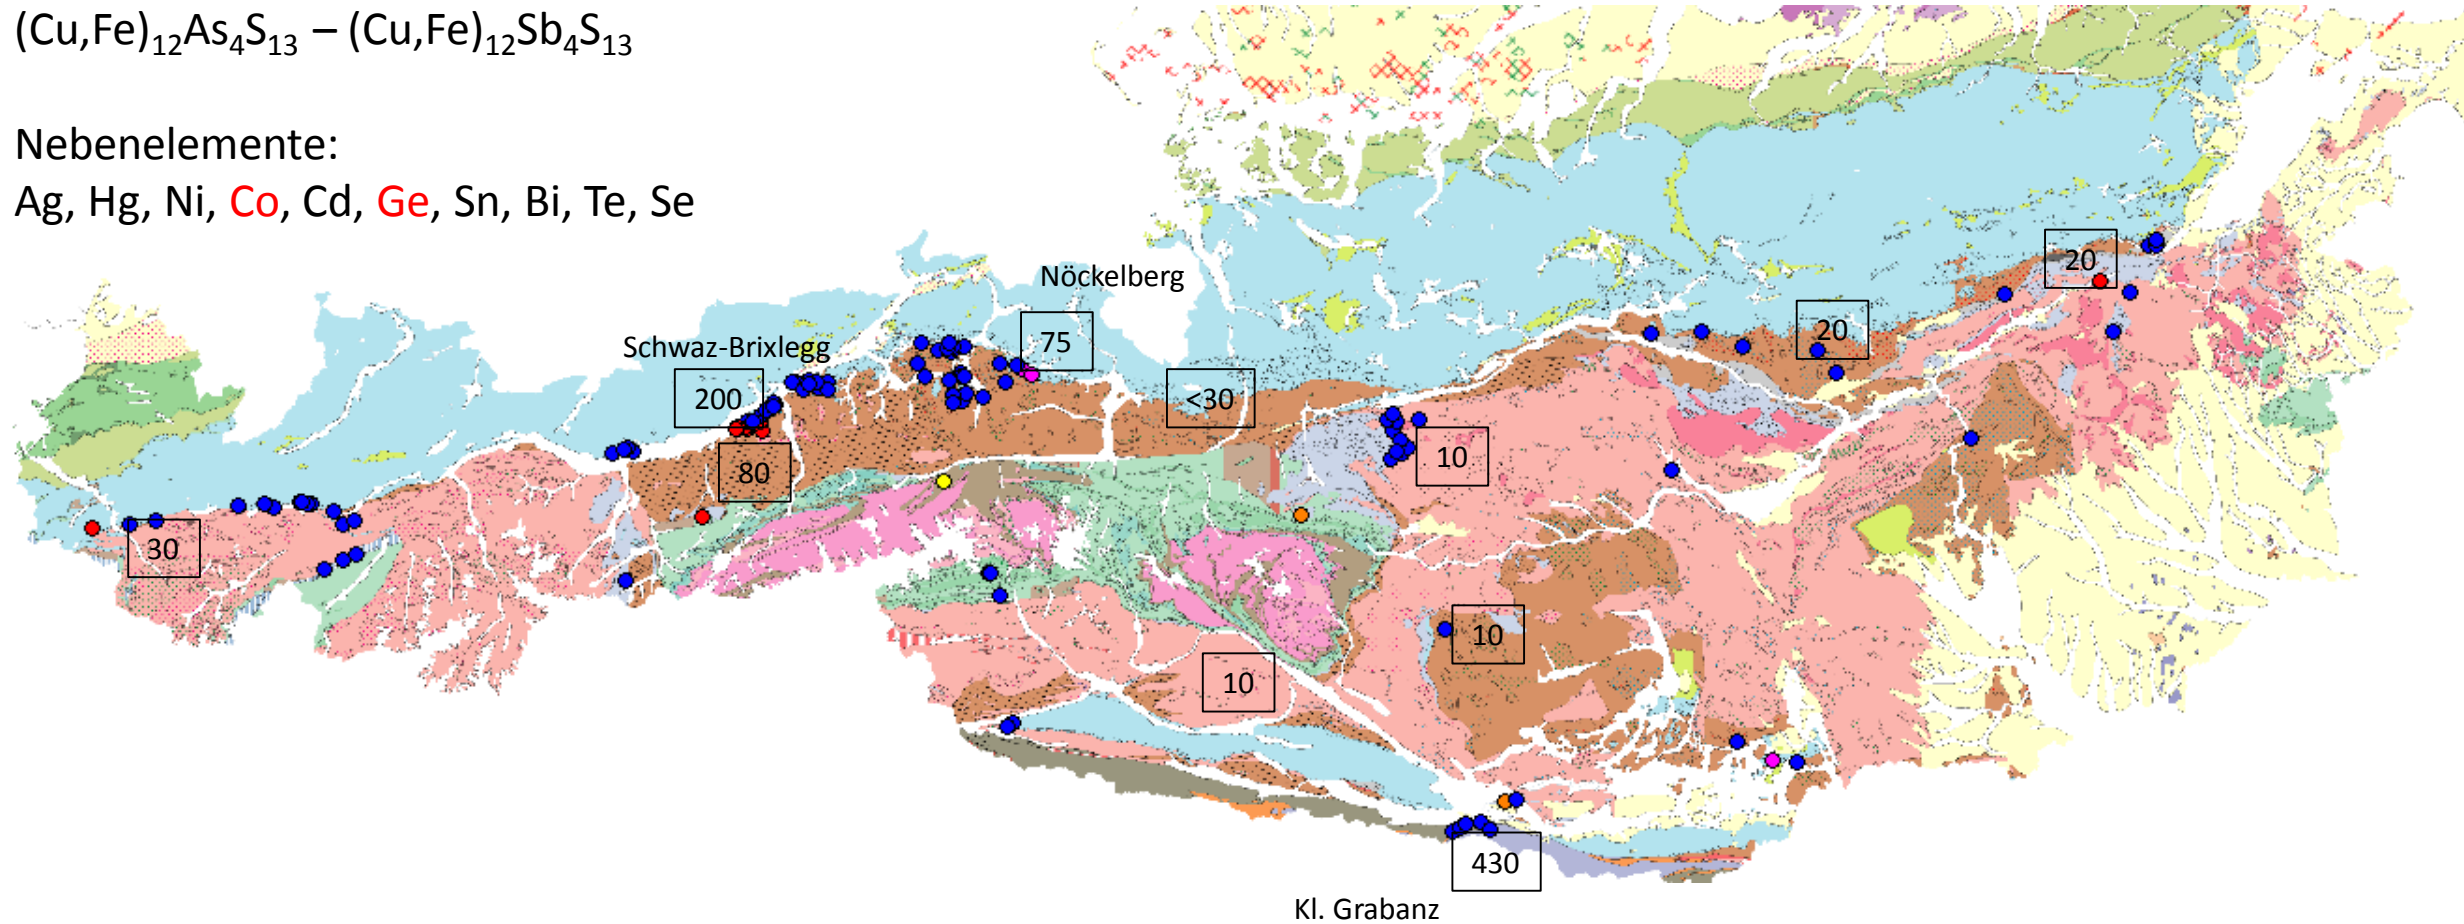 (Cu,Fe)₁₂As₄S₁₃ – (Cu,Fe)₁₂Sb₄S₁₃
Nebenelemente:
Ag, Hg, Ni, Co, Cd, Ge, Sn, Bi, Te, Se
Nöckelberg
Schwaz-Brixlegg
75
200
<30
20
20
80
10
30
10
10
430
Kl. Grabanz